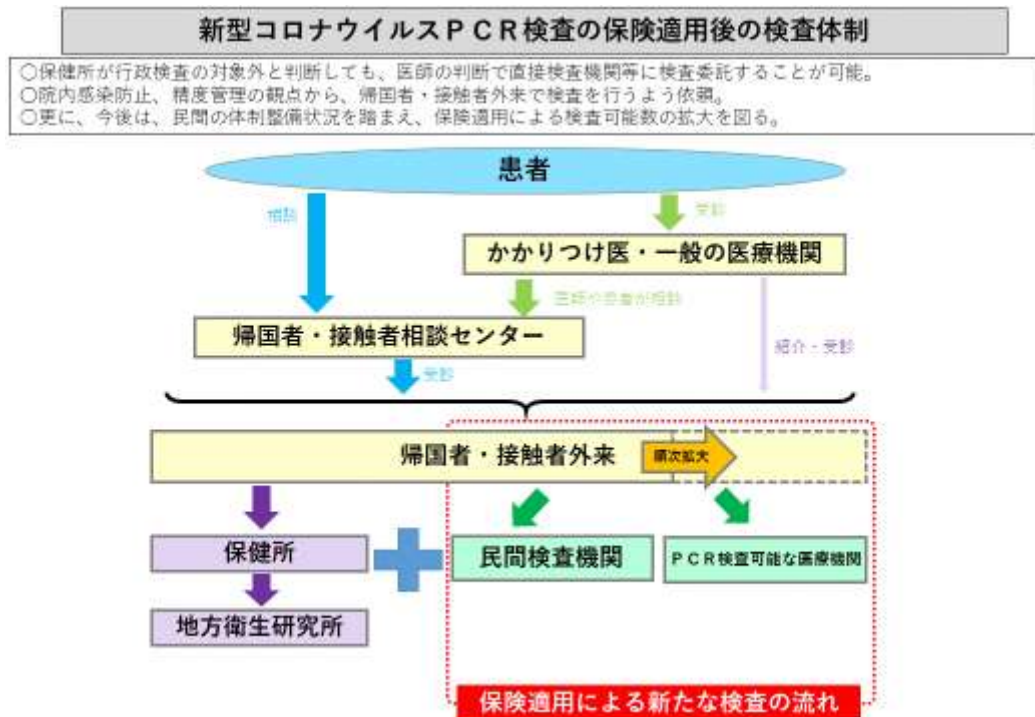 新型コロナウイルスＰＣＲ検査の保険適用後の検査体制
○保健所が行政検査の対象外と判断しても、医師の判断で直接検査機関等に検査委託することが可能。
○院内感染防止、精度管理の観点から、帰国者・接触者外来で検査を行うよう依頼。
○更に、今後は、民間の体制整備状況を踏まえ、保険適用による検査可能数の拡大を図る。
患者
相談
受診
かかりつけ医・一般の医療機関
医師や患者が相談
帰国者・接触者相談センター
紹介・受診
受診
帰国者・接触者外来
順次拡大
保健所
民間検査機関
ＰＣＲ検査可能な医療機関
地方衛生研究所
保険適用による新たな検査の流れ